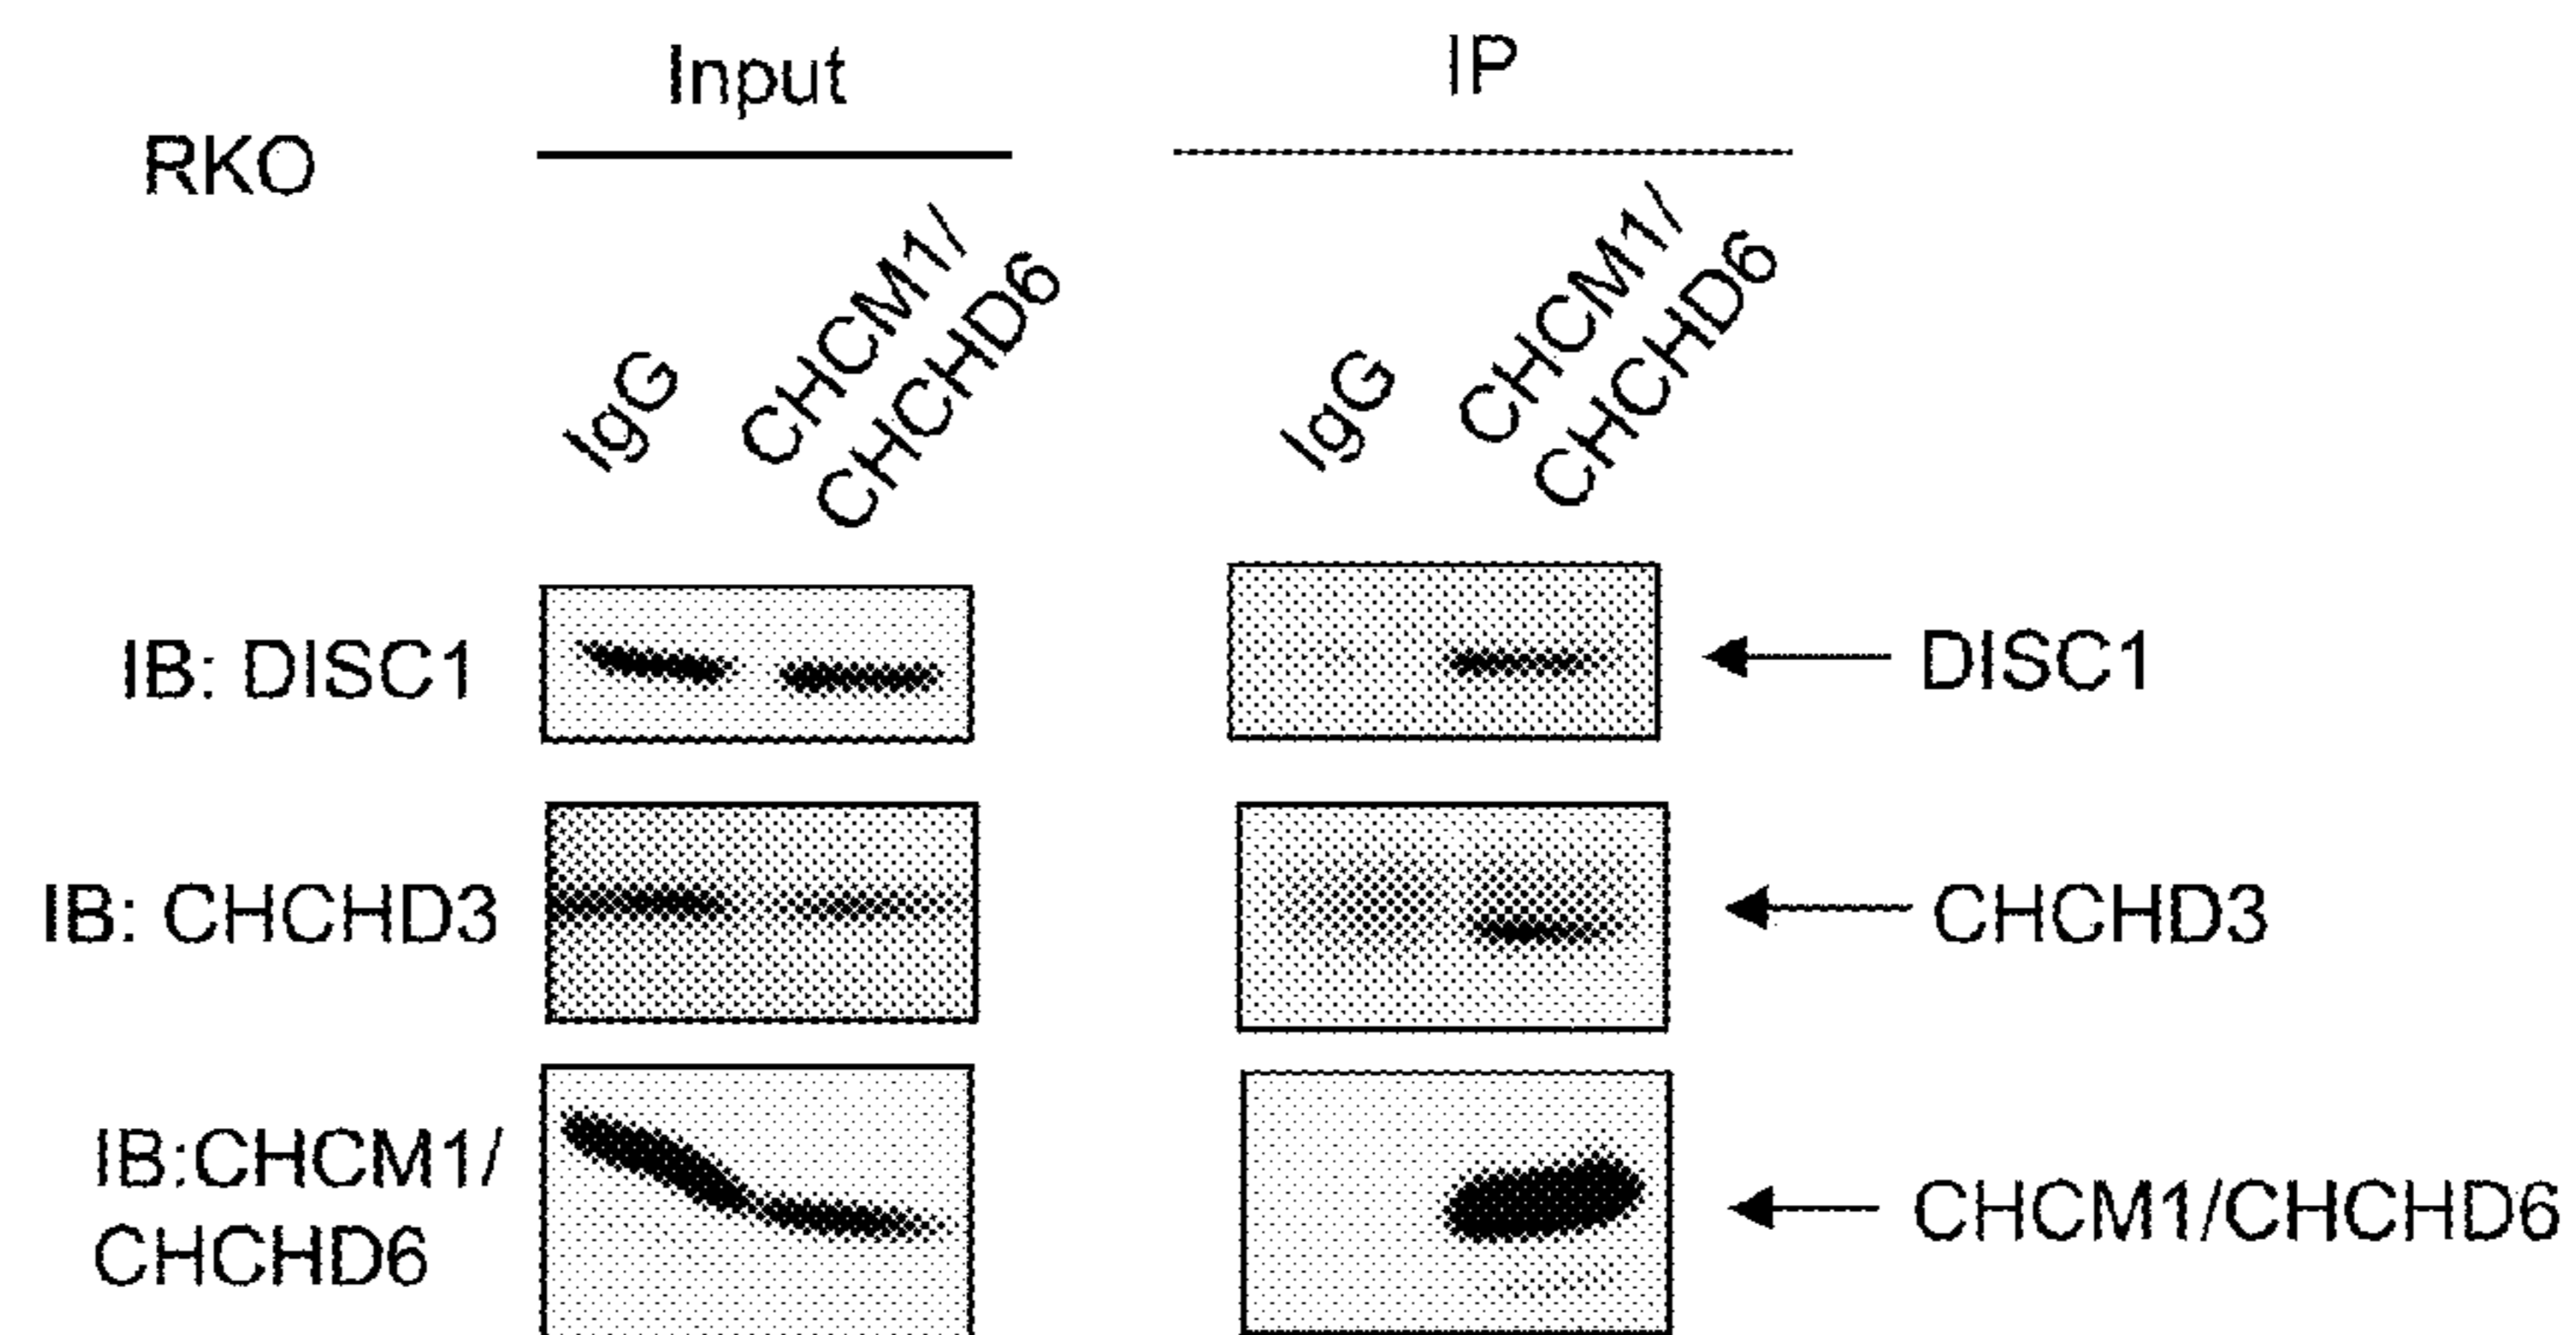 Input
IP
RKO
IgG
CHCM1/
CHCHD6
IgG
CHCM1/
CHCHD6
IB: DISC1
DISC1
IB: CHCHD3
CHCHD3
IB:CHCM1/
CHCHD6
CHCM1/CHCHD6